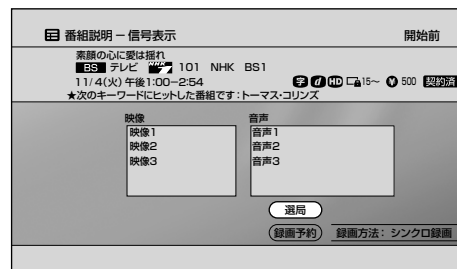 番組説明－信号表示 開始前
素顔の心に愛は揺れ
BS テレビ 101 NHK BS1
11/4(火)午後1:00－2:54 字 d HD 15～ ¥ 500 契約済
★次のキーワードにヒットした番組です:トーマス・コリンズ
映像 音声
映像1 音声1
映像2 音声2
映像3 音声3
選局
録画予約 録画方法: シンクロ録画